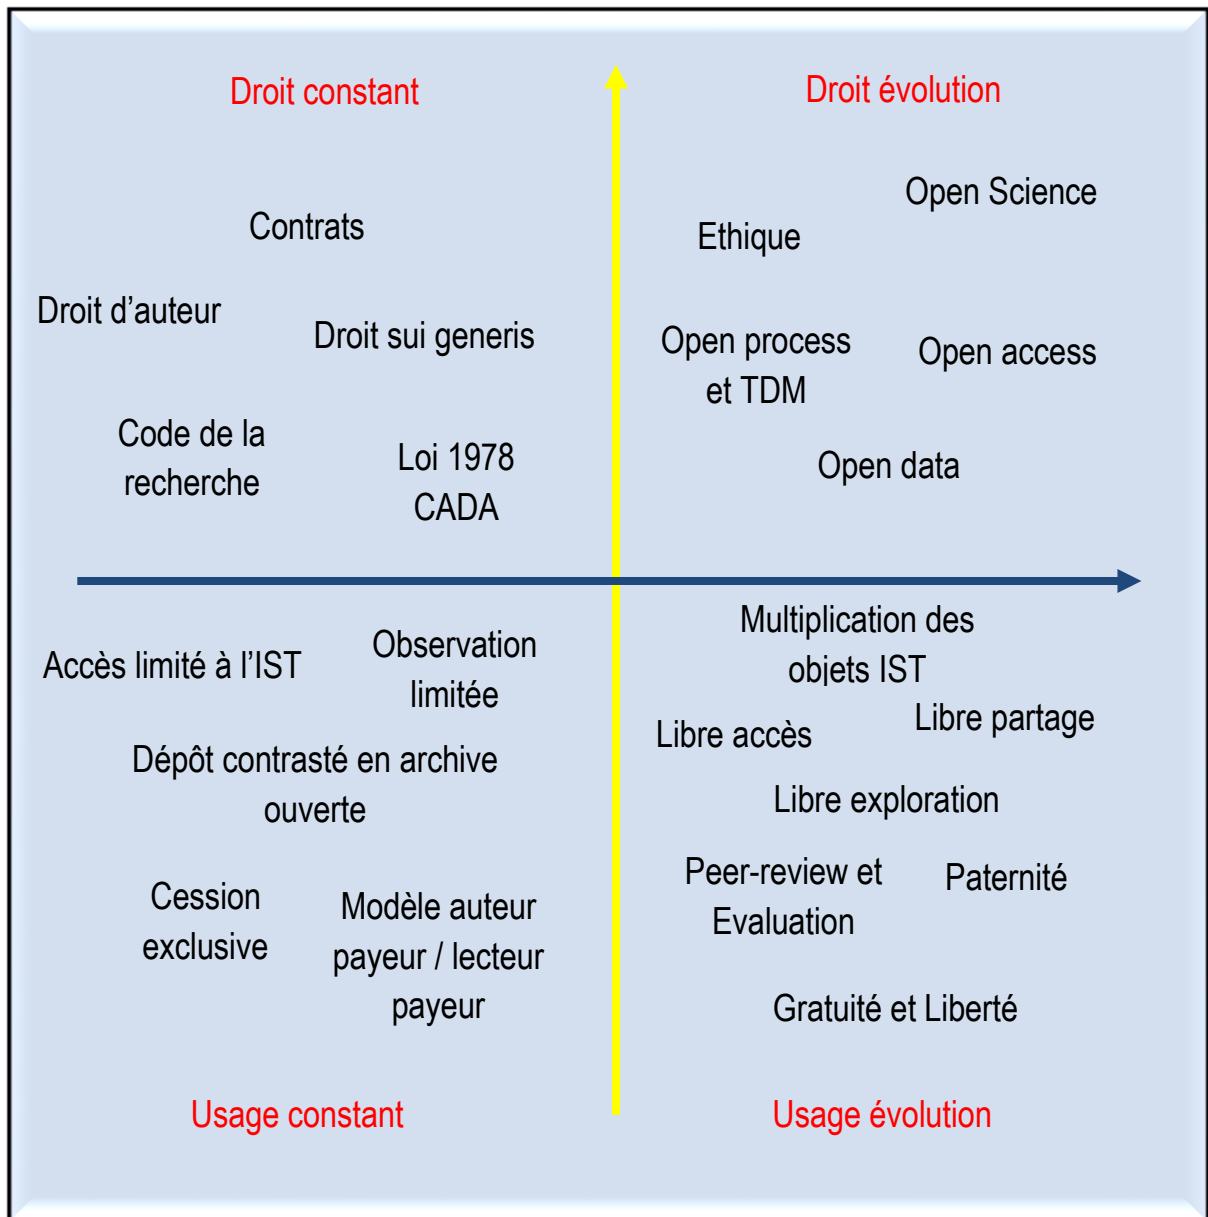 Droit constant
Droit évolution
Contrats
Droit d’auteur
Droit sui generis
Code de la
recherche
Loi 1978
CADA
Open Science
Ethique
Open process
et TDM
Open access
Open data
Accès limité à l’IST
Observation
limitée
Dépôt contrasté en archive
ouverte
Cession
exclusive
Modèle auteur
payeur / lecteur
payeur
Multiplication des
objets IST
Libre accès
Libre partage
Libre exploration
Peer-review et
Evaluation
Paternité
Gratuité et Liberté
Usage constant
Usage évolution